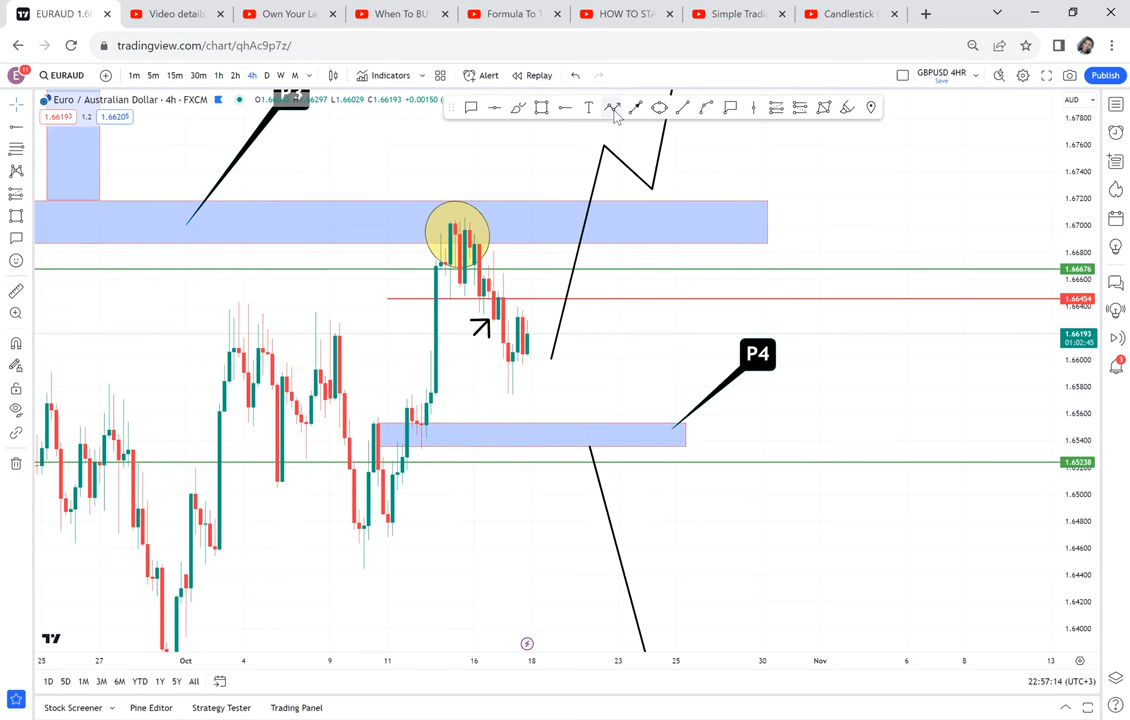 EURAUD 1.66
Video details
Own Your Le
When To BU
Formula To T
HOW TO STA
Simple Tradi
Candlestick
tradingview.com/chart/qhAc9p7z/
E
11
EURAUD
1m 5m 15m 30m 1h 2h 4h D W M
Indicators
Alert
Replay
GBPUSD 4HR
Save
Publish
Euro / Australian Dollar · 4h · FXCM
1.66297 L1.66029 C1.66193 +0.00150
1.66193
1.2
1.66205
P3
P4
AUD
1.67800
1.67600
1.67400
1.67200
1.67000
1.66800
1.66676
1.66454
1.66400
1.66193
01:02:45
1.66000
1.65800
1.65600
1.65400
1.65238
1.65000
1.64800
1.64600
1.64400
1.64200
1.64000
3
25 27 Oct 4 9 11 16 18 23 25 30 Nov 6 8 13
1D 5D 1M 3M 6M YTD 1Y 5Y All
22:57:14 (UTC+3)
Stock Screener
Pine Editor
Strategy Tester
Trading Panel